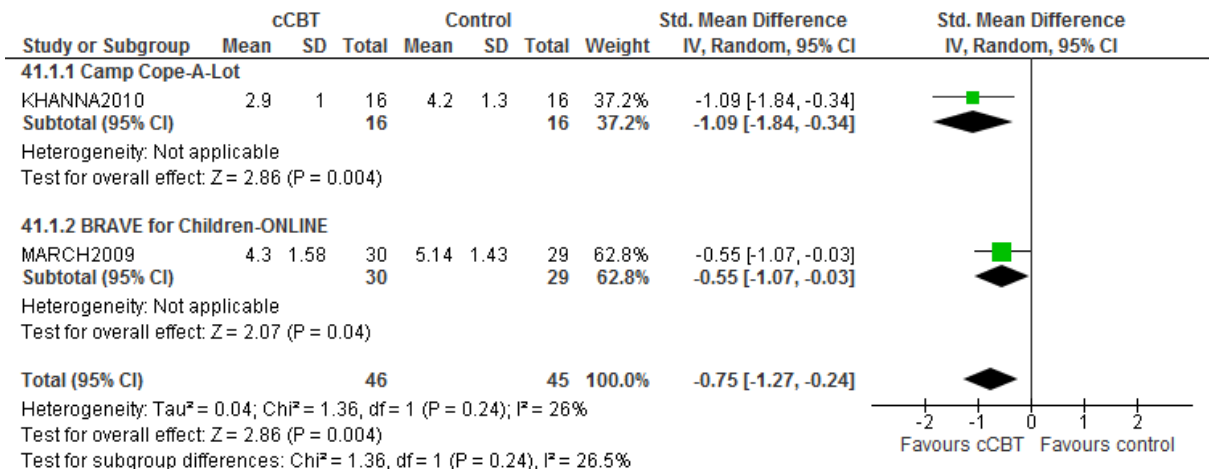 cCBT Control Std. Mean Difference Std. Mean Difference
Study or Subgroup Mean SD Total Mean SD Total Weight IV, Random, 95% CI IV, Random, 95% CI
41.1.1 Camp Cope-A-Lot
KHANNA2010 2.9 1 16 4.2 1.3 16 37.2% -1.09 [-1.84, -0.34]
Subtotal (95% CI) 16 16 37.2% -1.09 [-1.84, -0.34]
Heterogeneity: Not applicable
Test for overall effect: Z = 2.86 (P = 0.004)
41.1.2 BRAVE for Children-ONLINE
MARCH2009 4.3 1.58 30 5.14 1.43 29 62.8% -0.55 [-1.07, -0.03]
Subtotal (95% CI) 30 29 62.8% -0.55 [-1.07, -0.03]
Heterogeneity: Not applicable
Test for overall effect: Z = 2.07 (P = 0.04)
Total (95% CI) 46 45 100.0% -0.75 [-1.27, -0.24]
Heterogeneity: Tau² = 0.04; Chi² = 1.36, df = 1 (P = 0.24); I² = 26%
Test for overall effect: Z = 2.86 (P = 0.004)
Test for subgroup differences: Chi² = 1.36, df = 1 (P = 0.24), I² = 26.5%
-2 -1 0 1 2
Favours cCBT Favours control